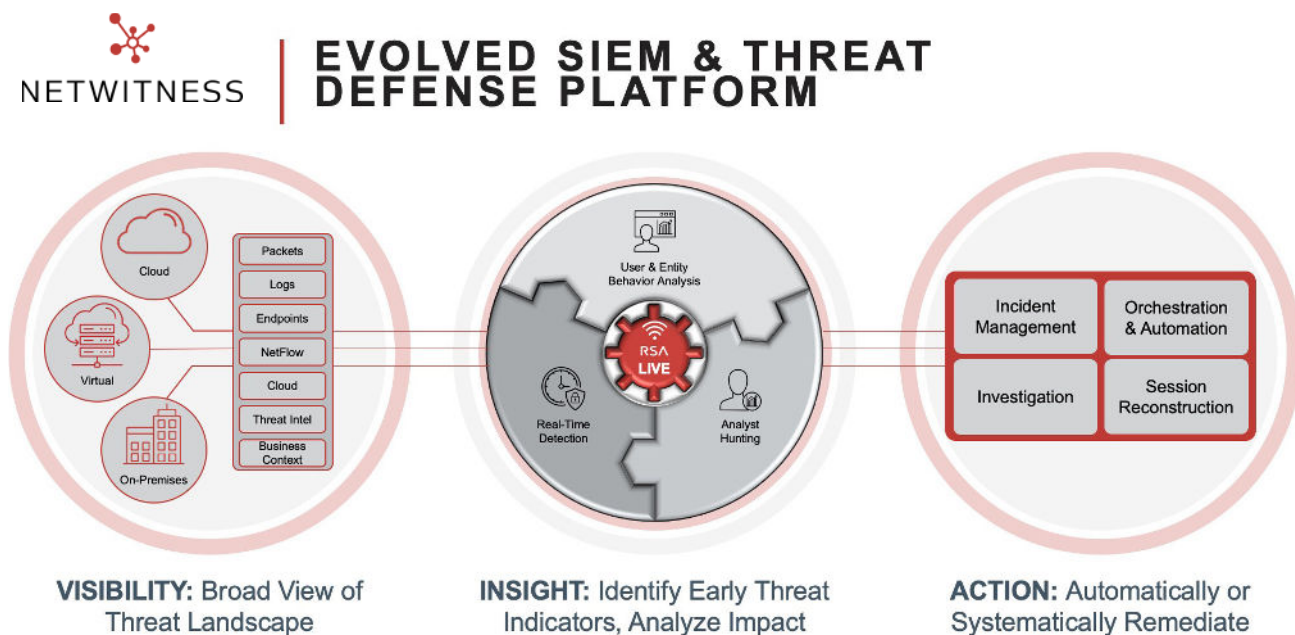 NETWITNESS
EVOLVED SIEM & THREAT
DEFENSE PLATFORM
Cloud
Virtual
On-Premises
Packets
Logs
Endpoints
NetFlow
Cloud
Threat Intel
Business
Context
User & Entity
Behavior Analysis
RSA
LIVE
Real-Time
Detection
Analyst
Hunting
Incident
Management
Orchestration
& Automation
Investigation
Session
Reconstruction
VISIBILITY: Broad View of
Threat Landscape
INSIGHT: Identify Early Threat
Indicators, Analyze Impact
ACTION: Automatically or
Systematically Remediate